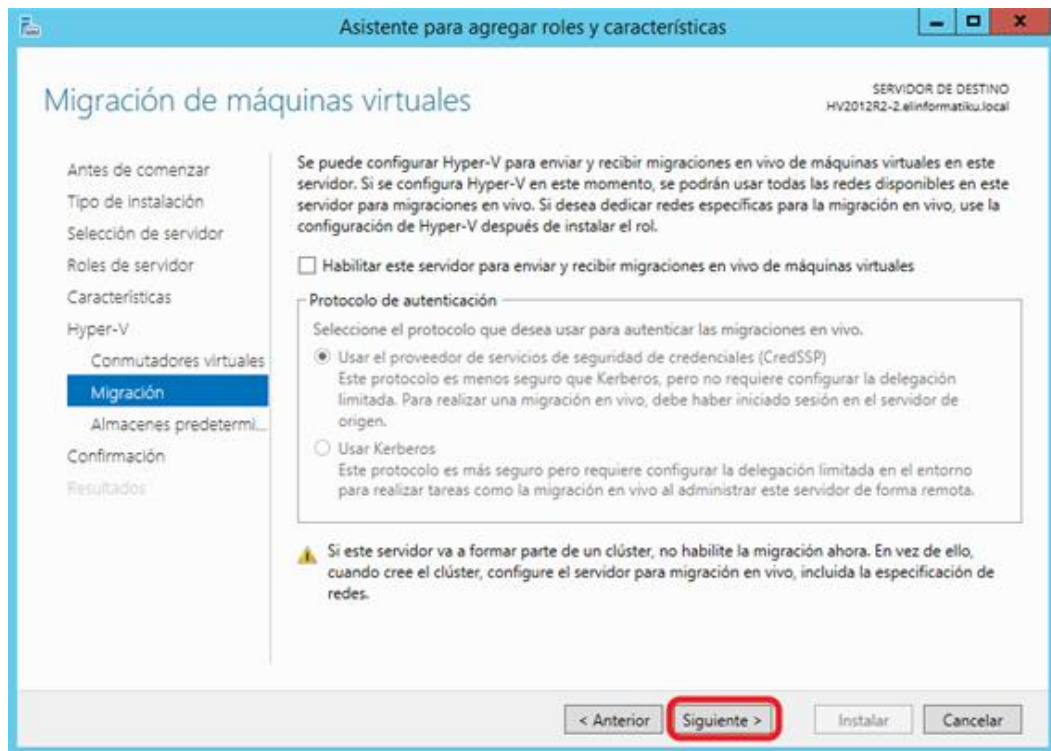 Asistente para agregar roles y características
Migración de máquinas virtuales
SERVIDOR DE DESTINO
HV2012R2-2.elinformatiku.local
Antes de comenzar
Tipo de instalación
Selección de servidor
Roles de servidor
Características
Hyper-V
Conmutadores virtuales
Migración
Almacenes predetermi...
Confirmación
Resultados
Se puede configurar Hyper-V para enviar y recibir migraciones en vivo de máquinas virtuales en este
servidor. Si se configura Hyper-V en este momento, se podrán usar todas las redes disponibles en este
servidor para migraciones en vivo. Si desea dedicar redes específicas para la migración en vivo, use la
configuración de Hyper-V después de instalar el rol.
Habilitar este servidor para enviar y recibir migraciones en vivo de máquinas virtuales
Protocolo de autenticación
Seleccione el protocolo que desea usar para autenticar las migraciones en vivo.
Usar el proveedor de servicios de seguridad de credenciales (CredSSP)
Este protocolo es menos seguro que Kerberos, pero no requiere configurar la delegación
limitada. Para realizar una migración en vivo, debe haber iniciado sesión en el servidor de
origen.
Usar Kerberos
Este protocolo es más seguro pero requiere configurar la delegación limitada en el entorno
para realizar tareas como la migración en vivo al administrar este servidor de forma remota.
Si este servidor va a formar parte de un clúster, no habilite la migración ahora. En vez de ello,
cuando cree el clúster, configure el servidor para migración en vivo, incluida la especificación de
redes.
< Anterior
Siguiente >
Instalar
Cancelar